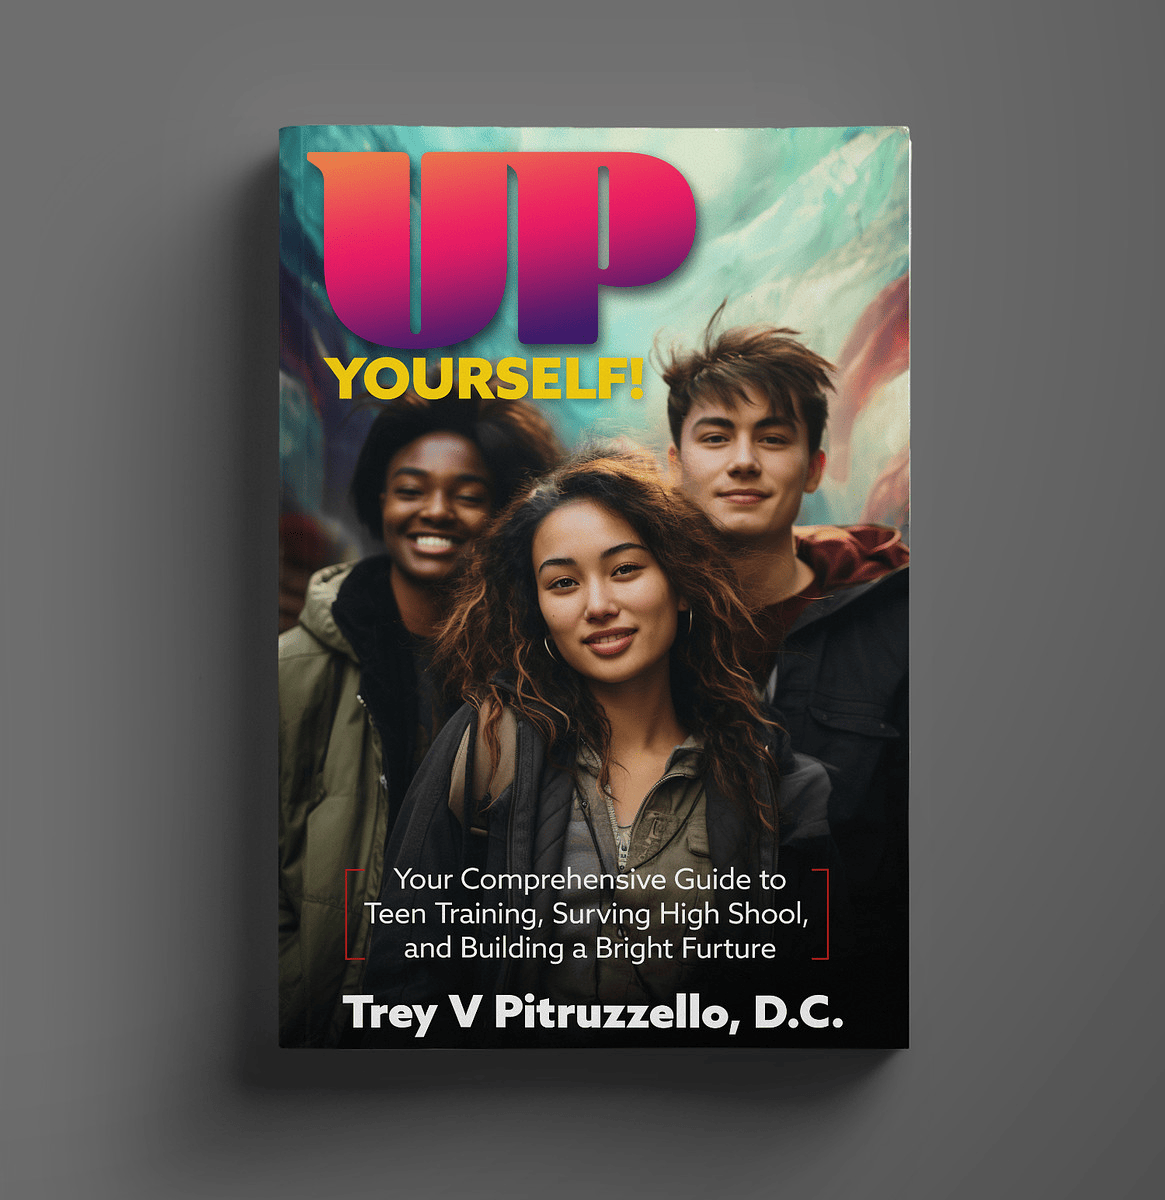 UP
YOURSELF!
Your Comprehensive Guide to
Teen Training, Surving High Shool,
and Building a Bright Furture
Trey V Pitruzzello, D.C.